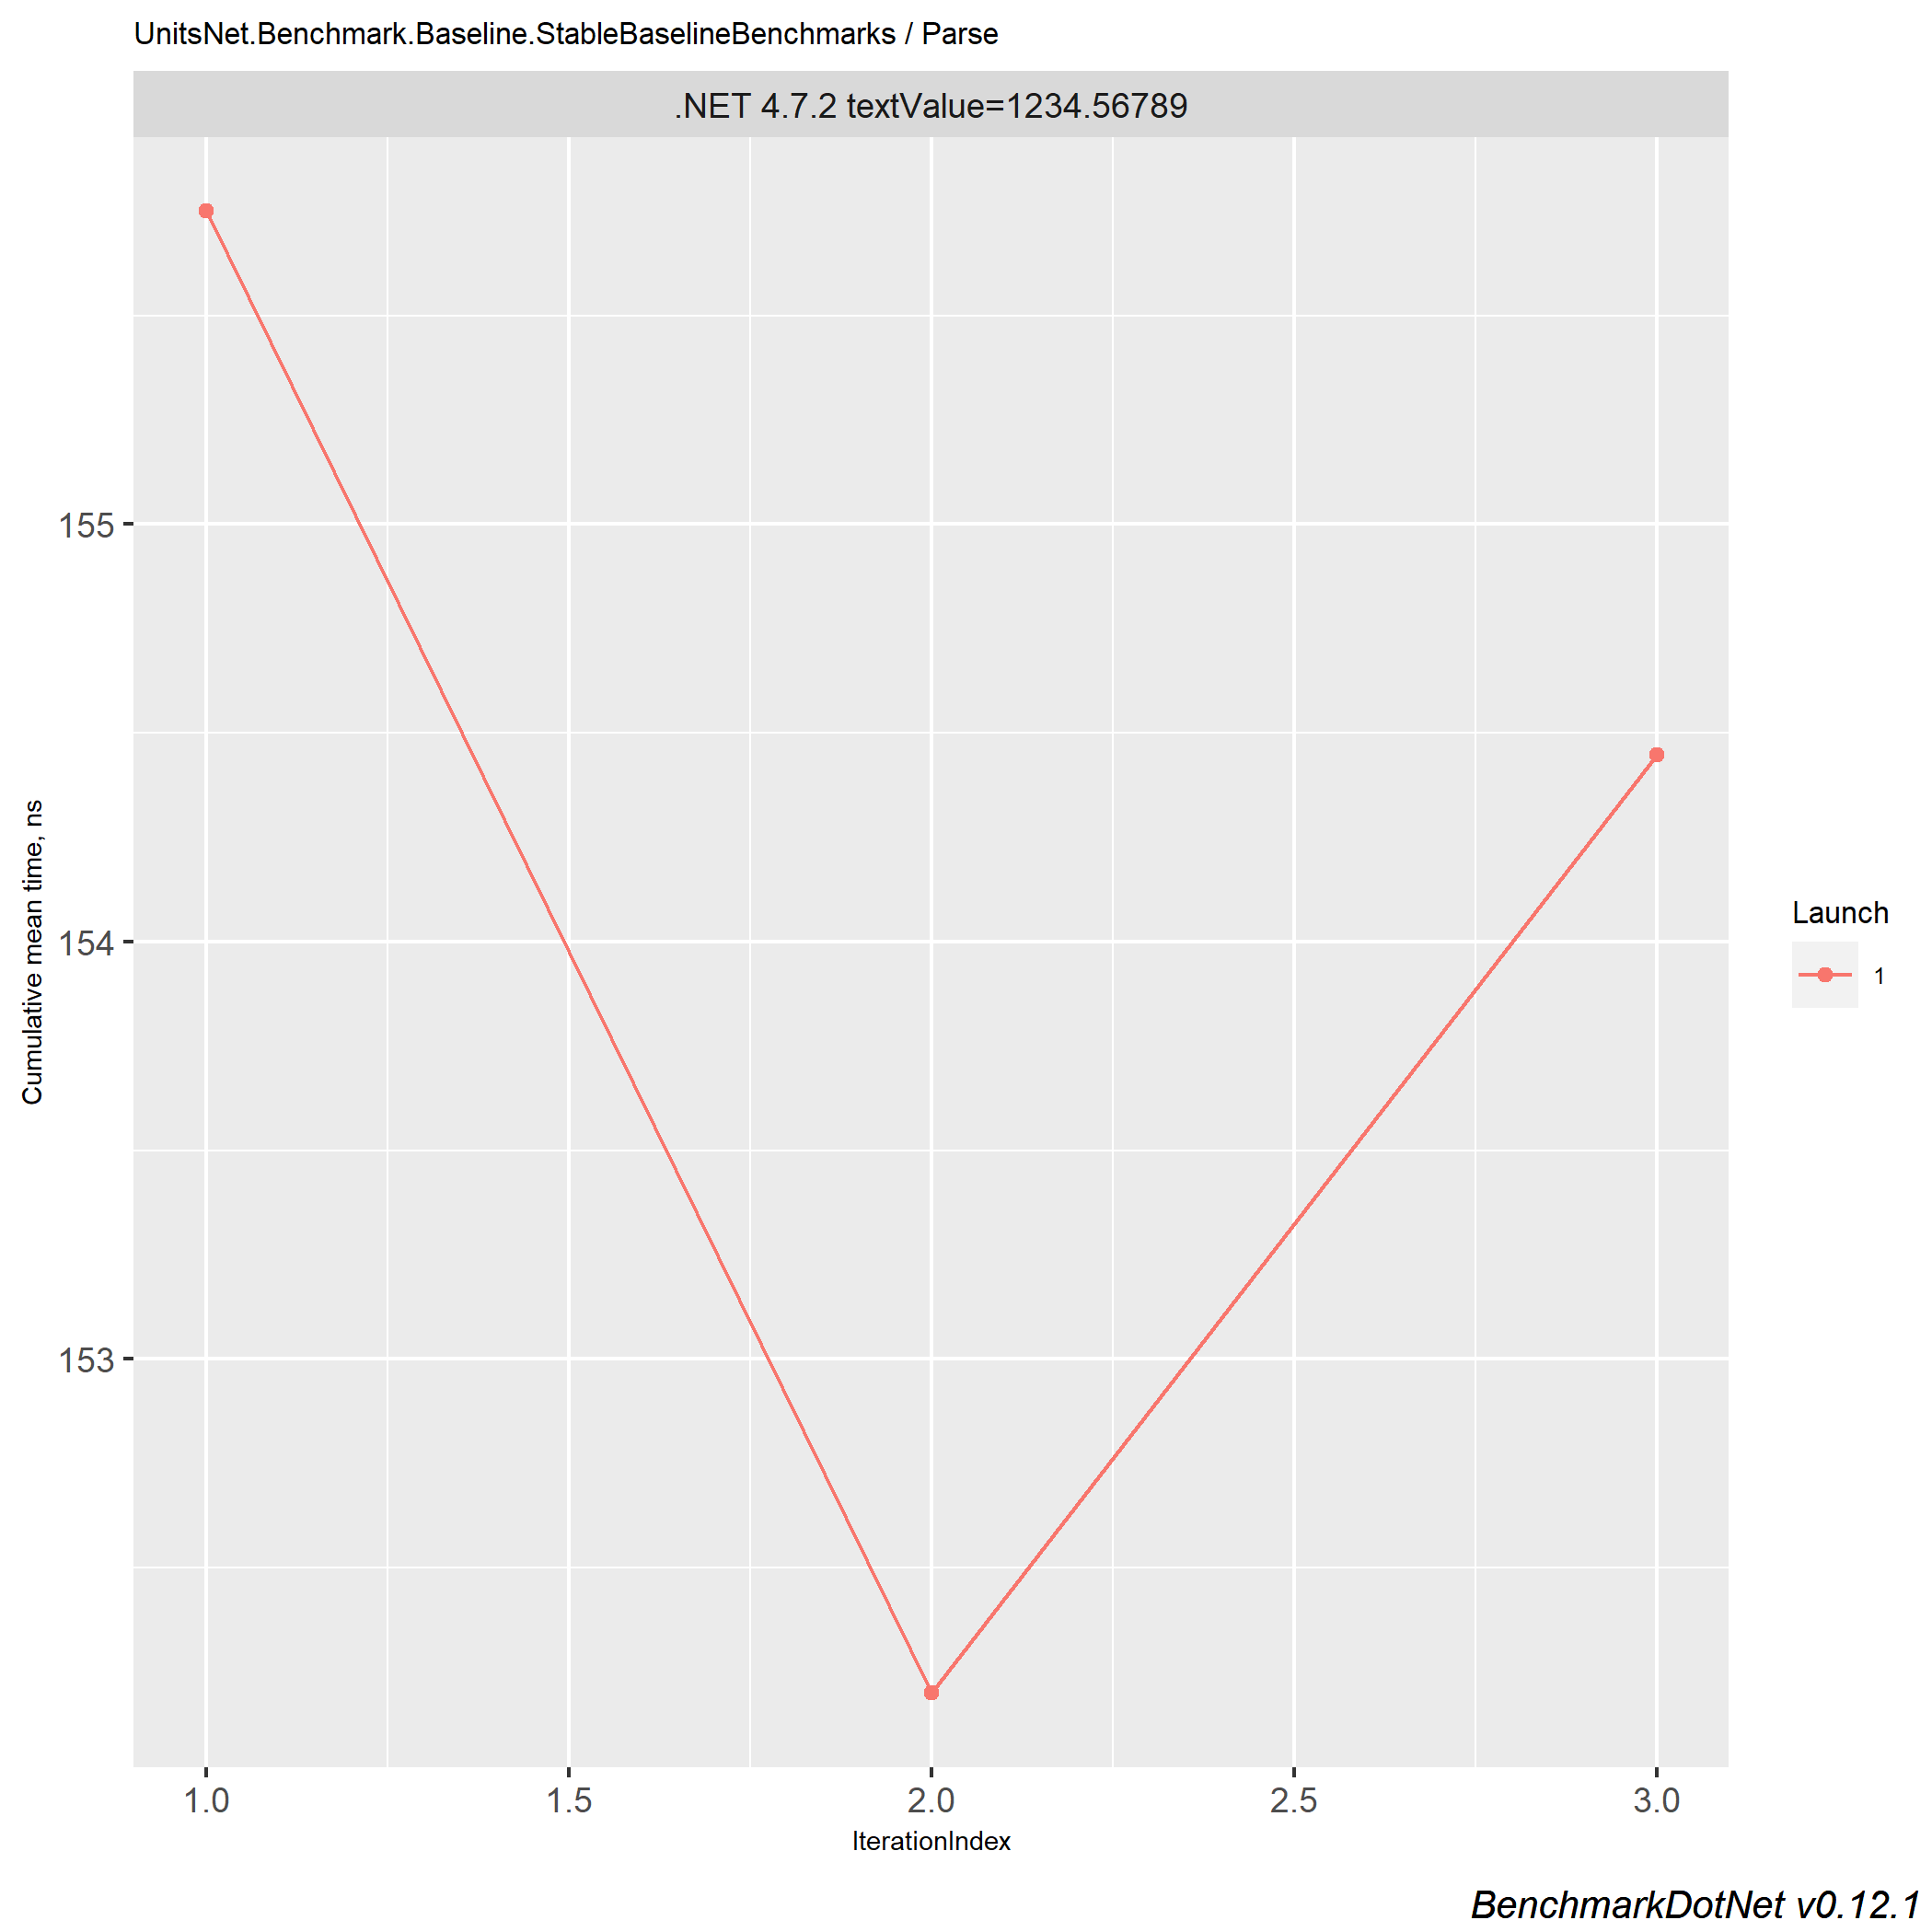 UnitsNet.Benchmark.Baseline.StableBaselineBenchmarks / Parse
.NET 4.7.2 textValue=1234.56789
155
154
153
Cumulative mean time, ns
1.0 1.5 2.0 2.5 3.0
IterationIndex
Launch
1
BenchmarkDotNet v0.12.1